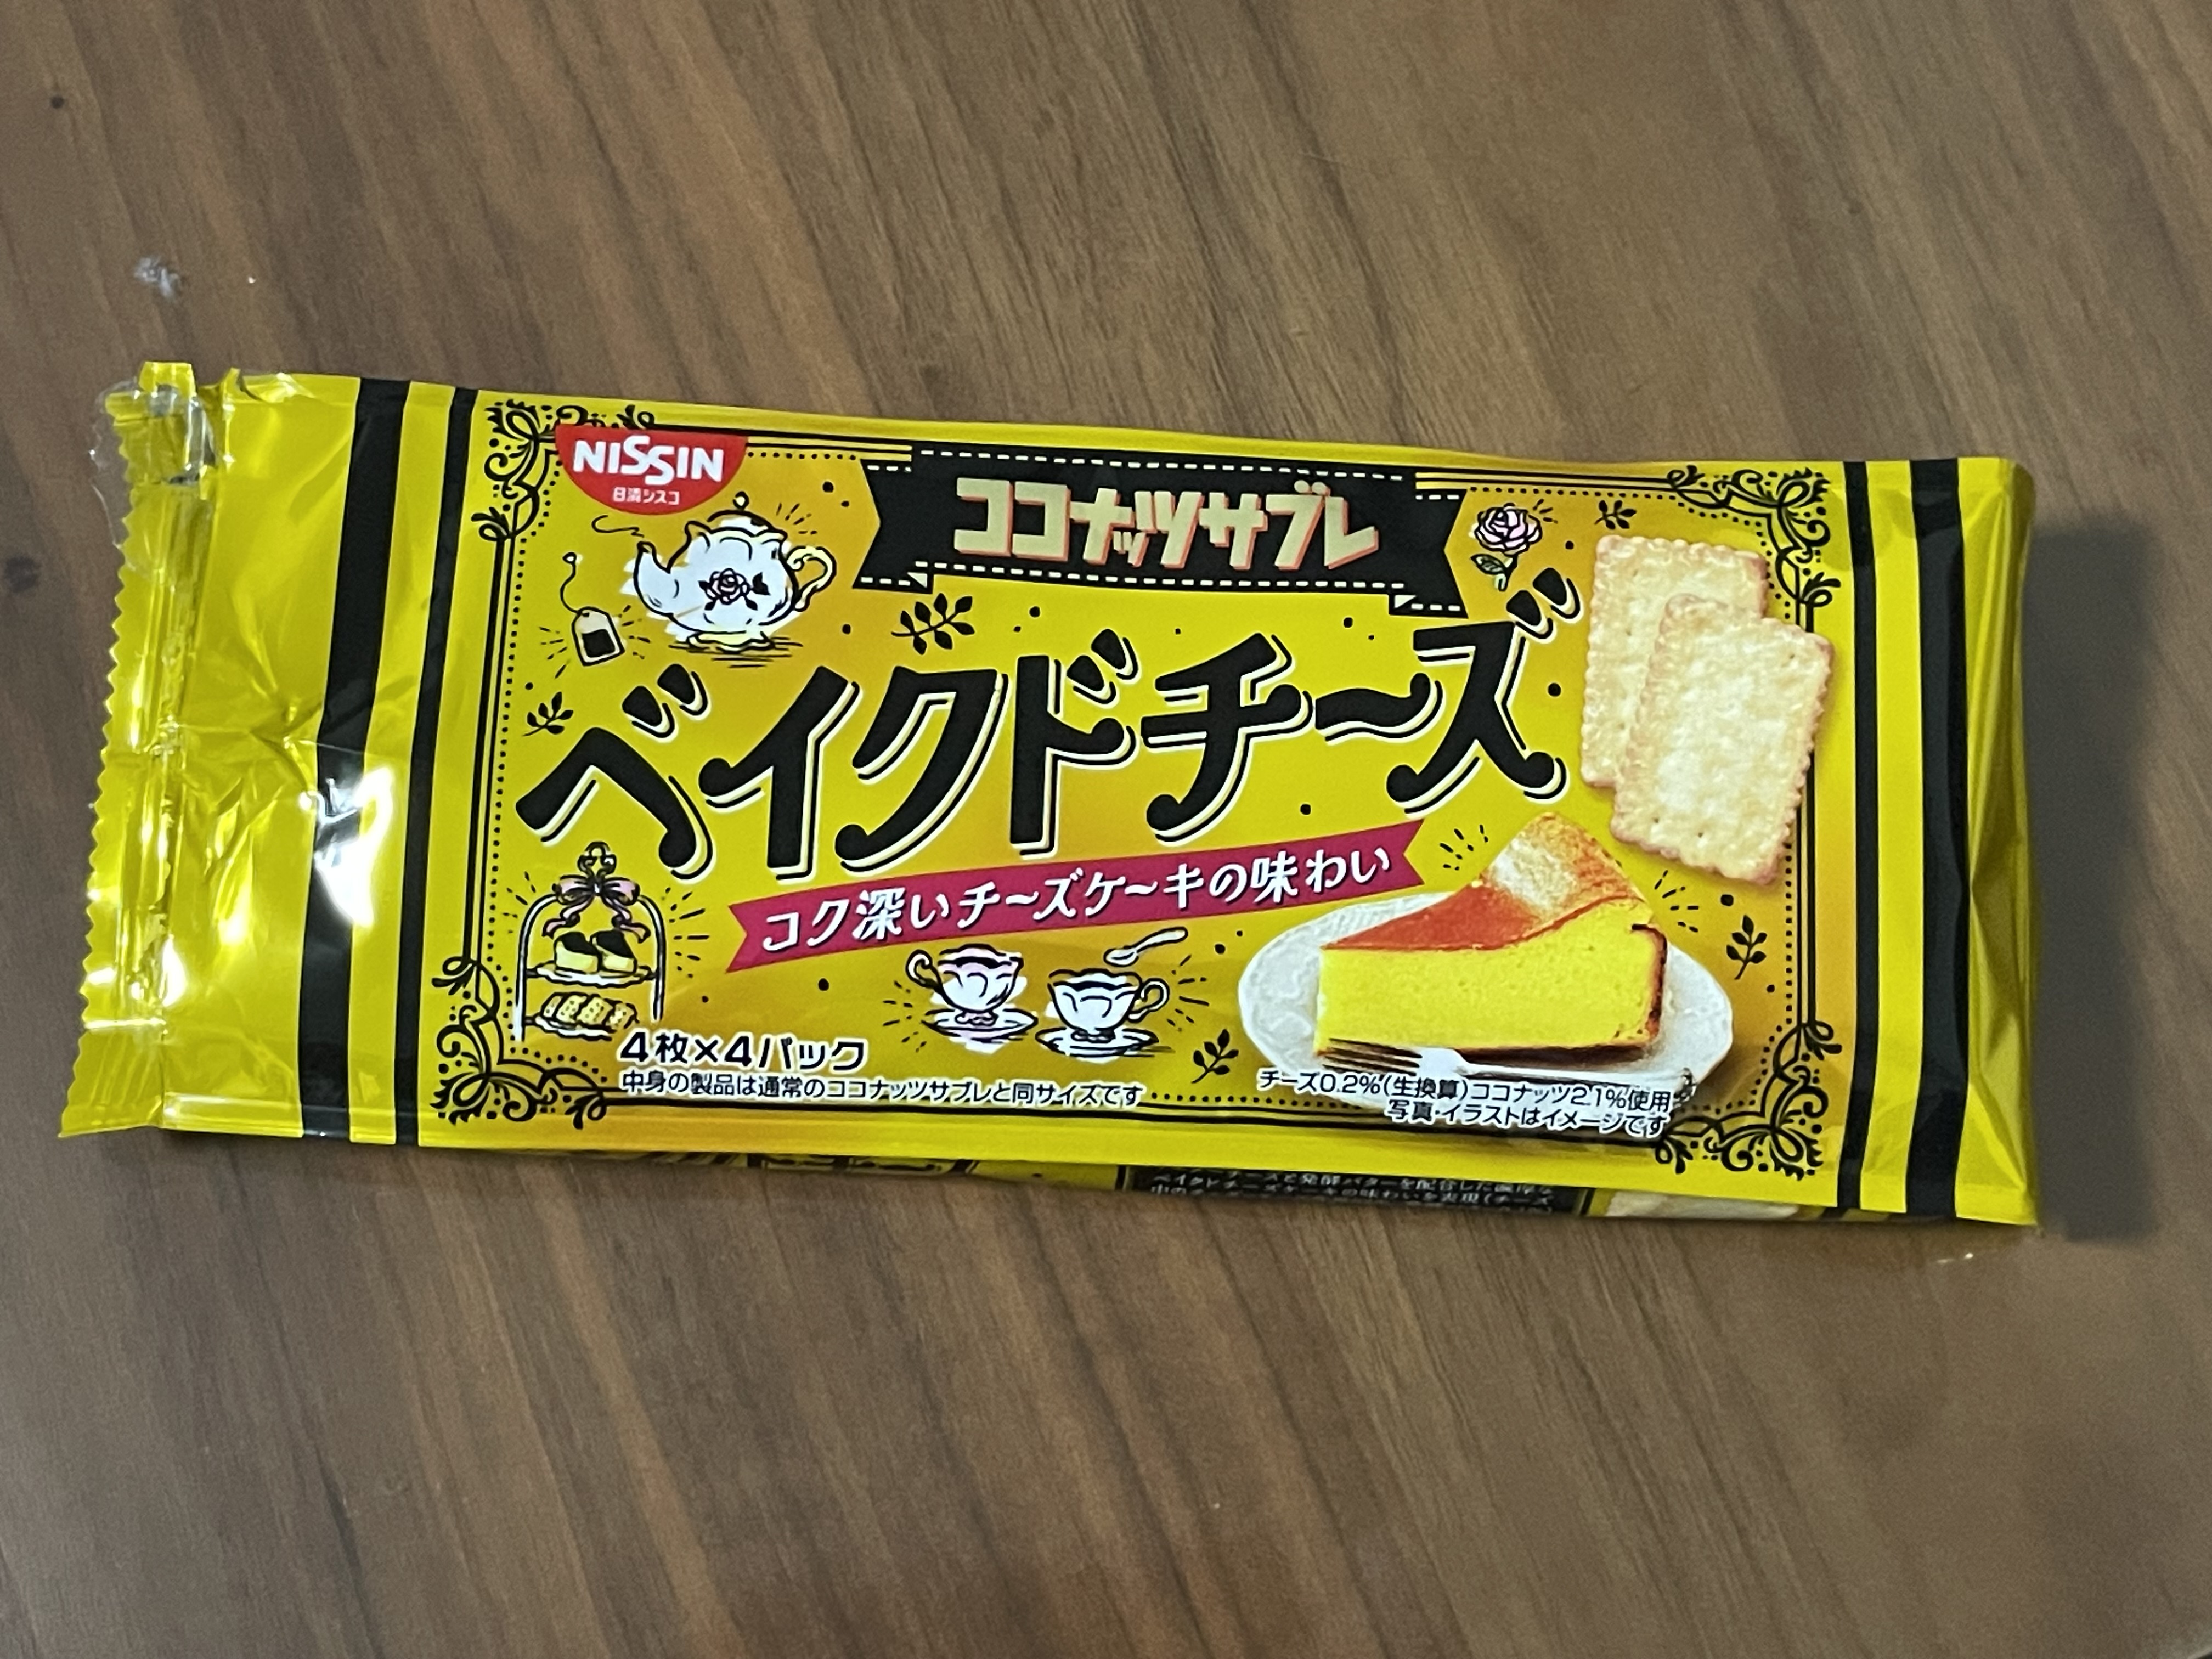 NISSIN
日清シスコ
ココナッツサブレ
ベイクドチーズ
コク深いチーズケーキの味わい
4枚×4パック
中身の製品は通常のココナッツサブレと同サイズです
チーズ0.2%(生換算)ココナッツ2.1%使用
写真・イラストはイメージです